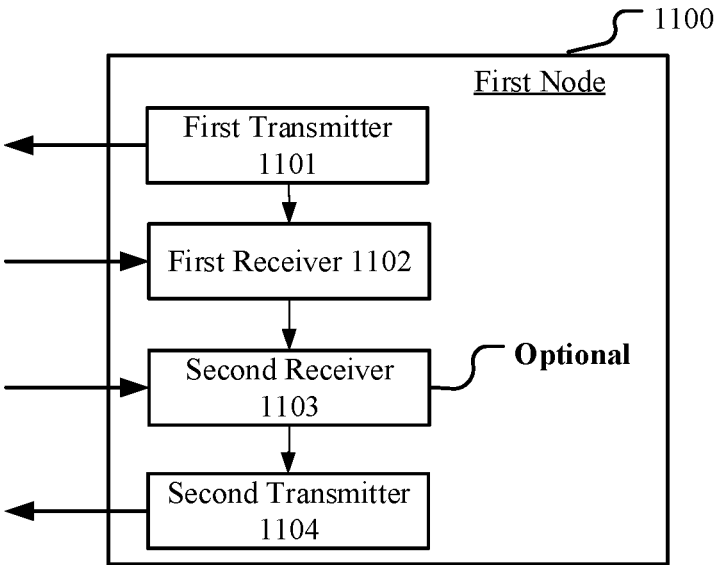 1100
First Node
First Transmitter
1101
First Receiver 1102
Second Receiver
1103
Optional
Second Transmitter
1104